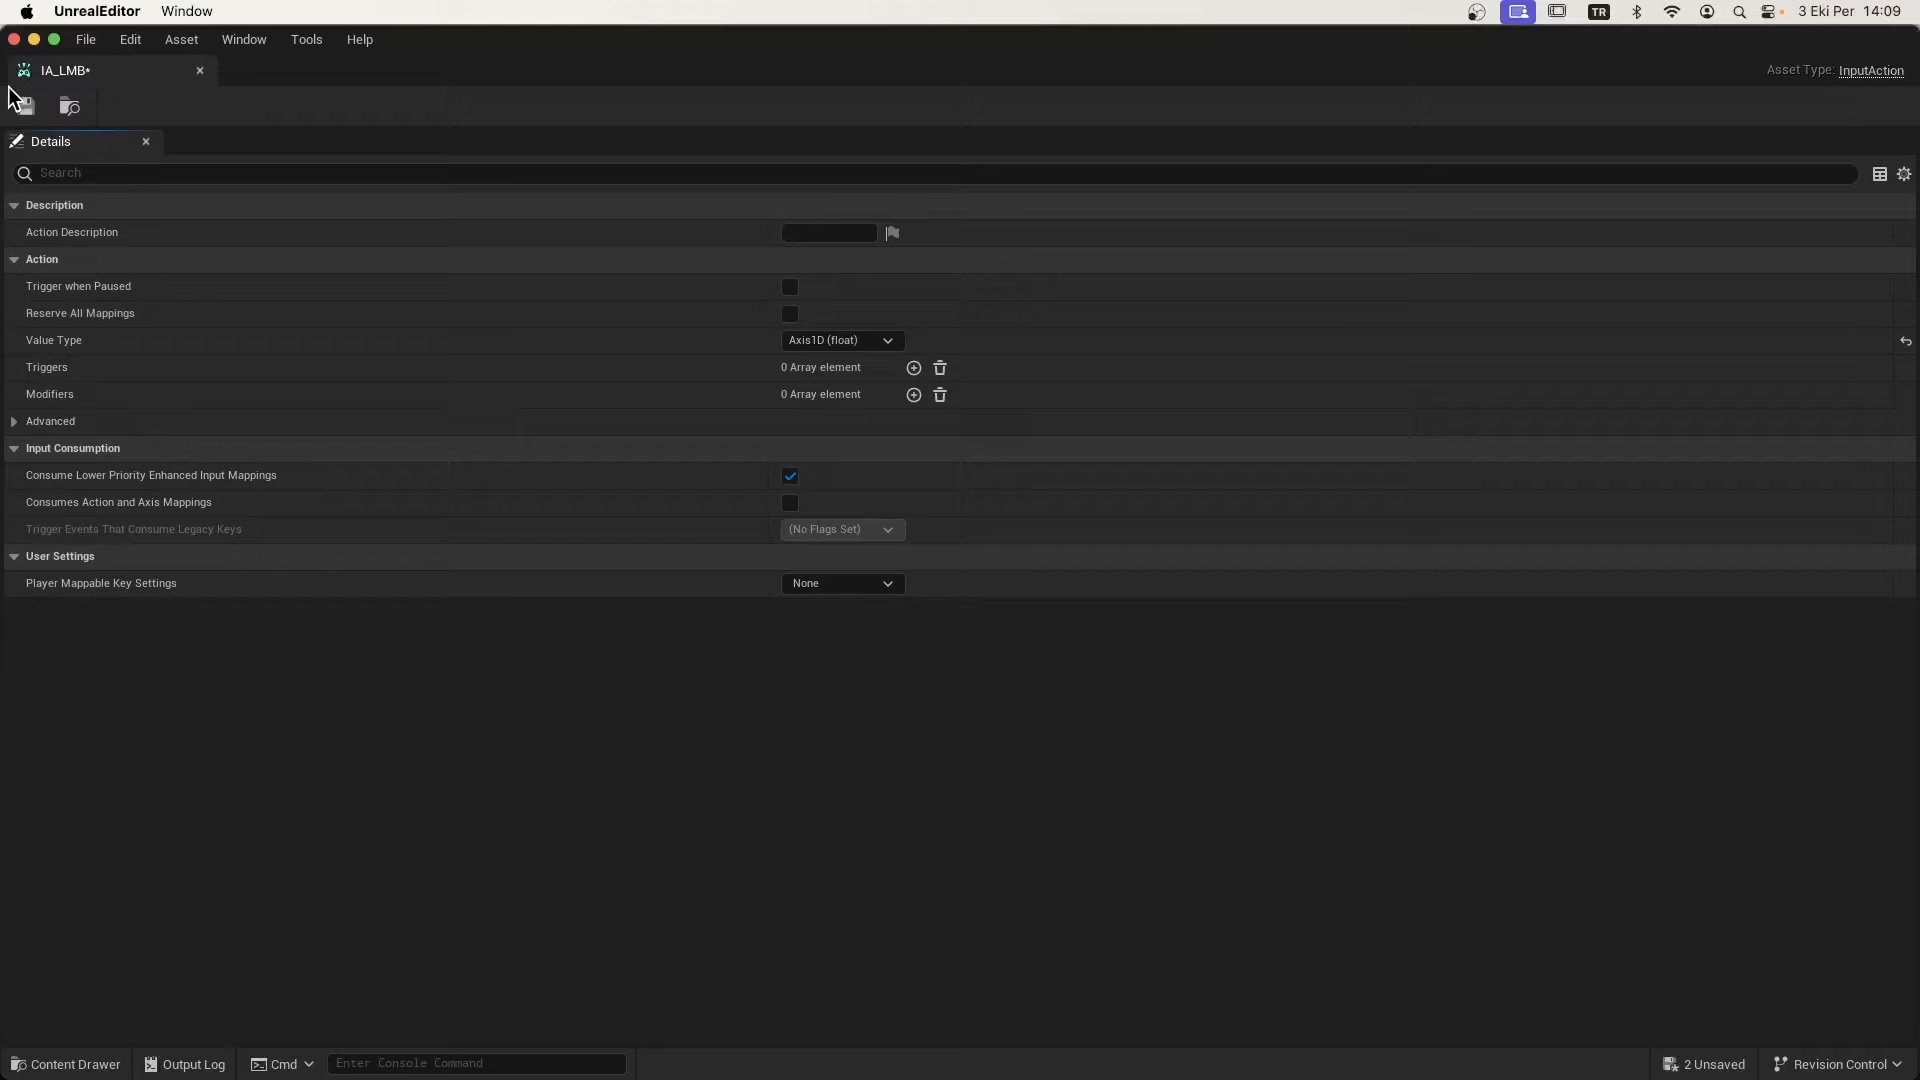 UnrealEditor Window TR 3 Eki Per 14:09
File Edit Asset Window Tools Help
IA_LMB* Asset Type: InputAction
Details
Search
Description
Action Description
Action
Trigger when Paused
Reserve All Mappings
Value Type Axis1D (float)
Triggers 0 Array element
Modifiers 0 Array element
Advanced
Input Consumption
Consume Lower Priority Enhanced Input Mappings
Consumes Action and Axis Mappings
Trigger Events That Consume Legacy Keys (No Flags Set)
User Settings
Player Mappable Key Settings None
Content Drawer Output Log Cmd Enter Console Command 2 Unsaved Revision Control